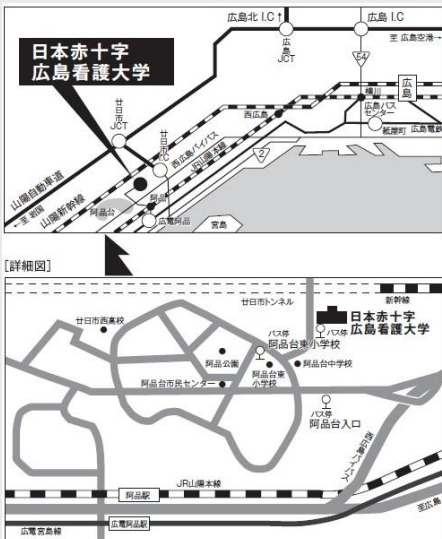 広島北 I.C↑
広島 I.C
至 広島空港→
日本赤十字
広島看護大学
広島
JCT
54
広島
横川
広島バス
センター
西広島
紙屋町
広島電鉄
廿日市
JCT
廿日市
I.C
西広島バイパス
JR山陽本線
2
山陽自動車道
山陽新幹線
←至 岩国
阿品台
阿品
広電阿品
宮島
[詳細図]
廿日市トンネル
新幹線
日本赤十字
広島看護大学
バス停
廿日市西高校
バス停
阿品台東小学校
阿品公園
阿品台東
小学校
阿品台中学校
阿品台市民センター
バス停
阿品台入口
西広島バイパス
JR山陽本線
阿品駅
至広島
広電宮島線
広電阿品駅